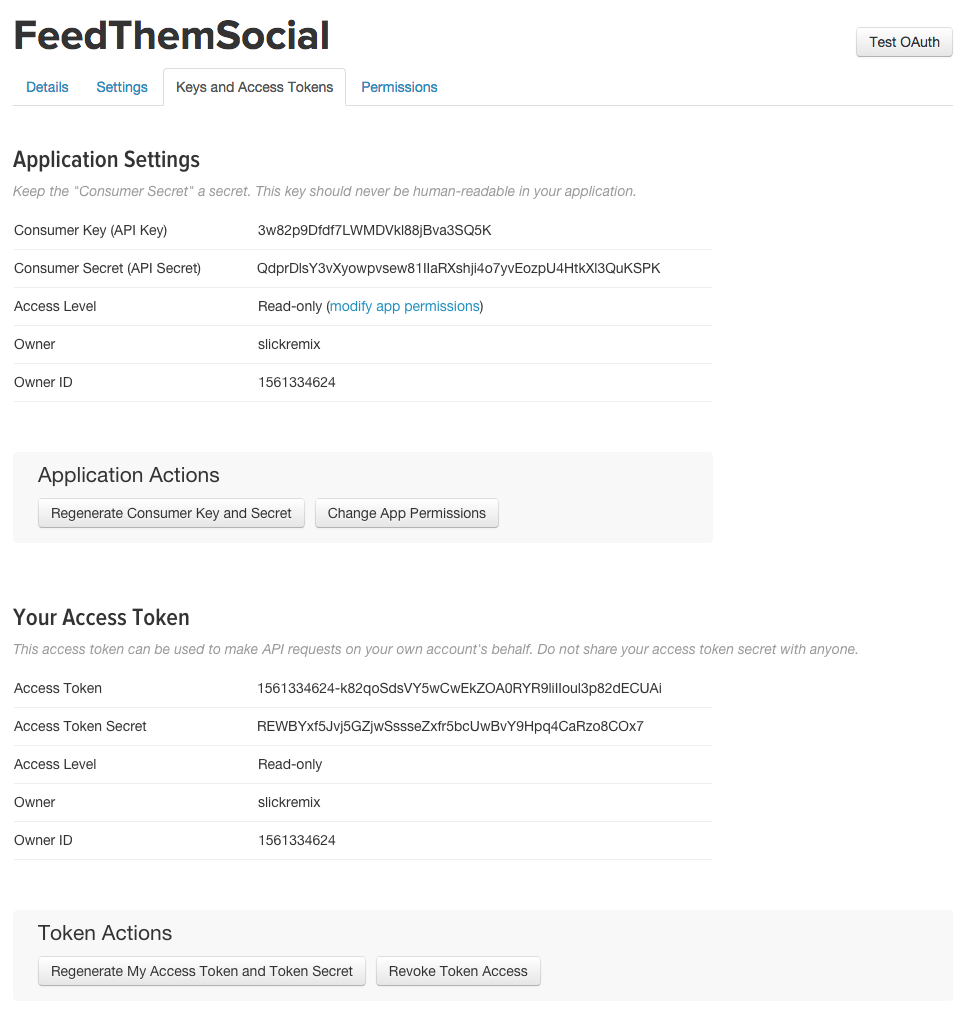 FeedThemSocial
Test OAuth
Details Settings Keys and Access Tokens Permissions
Application Settings
Keep the "Consumer Secret" a secret. This key should never be human-readable in your application.
Consumer Key (API Key)
Consumer Secret (API Secret)
Access Level Read-only (modify app permissions)
Owner slickremix
Owner ID 1561334624
Application Actions
Regenerate Consumer Key and Secret Change App Permissions
Your Access Token
This access token can be used to make API requests on your own account's behalf. Do not share your access token secret with anyone.
Access Token
Access Token Secret REWBYxf5Jvj5GZjwSssseZxfr5bcUwBvY9Hpq4CaRzo8COx7
Access Level Read-only
Owner slickremix
Owner ID 1561334624
Token Actions
Regenerate My Access Token and Token Secret Revoke Token Access